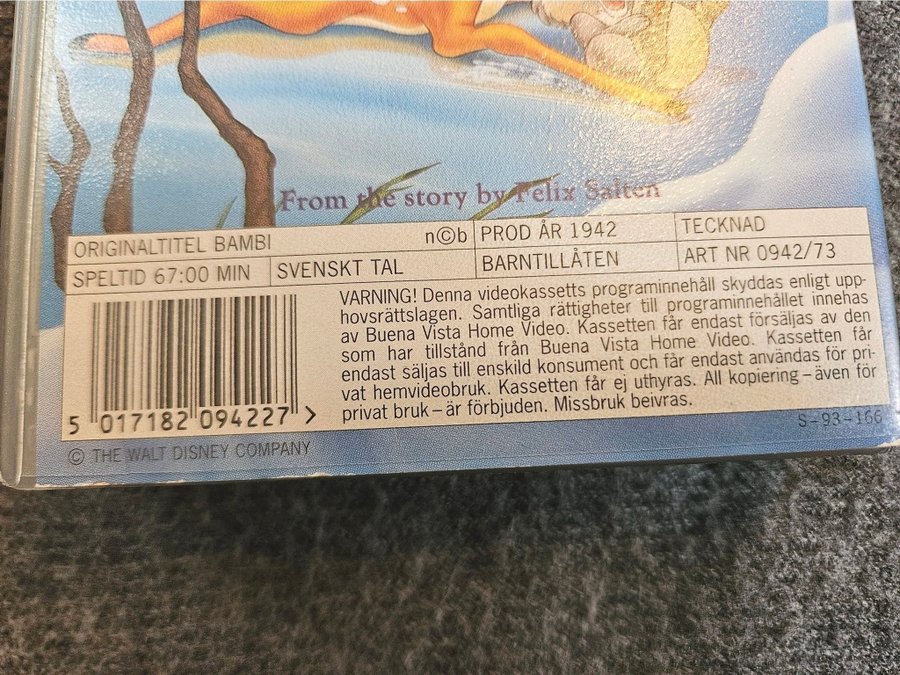 From the story by Felix Salten
ORIGINALTITEL BAMBI n©b PROD ÅR 1942 TECKNAD
SPELTID 67:00 MIN SVENSKT TAL BARNTILLÅTEN ART NR 0942/73
VARNING! Denna videokassetts programinnehåll skyddas enligt upp-
hovsrättslagen. Samtliga rättigheter till programinnehållet innehas
av Buena Vista Home Video. Kassetten får endast försäljas av den
som har tillstånd från Buena Vista Home Video. Kassetten får
endast säljas till enskild konsument och får endast användas för pri-
vat hemvideobruk. Kassetten får ej uthyras. All kopiering – även för
privat bruk – är förbjuden. Missbruk beivras.
5 017182 094227 >
S-93-166
© THE WALT DISNEY COMPANY